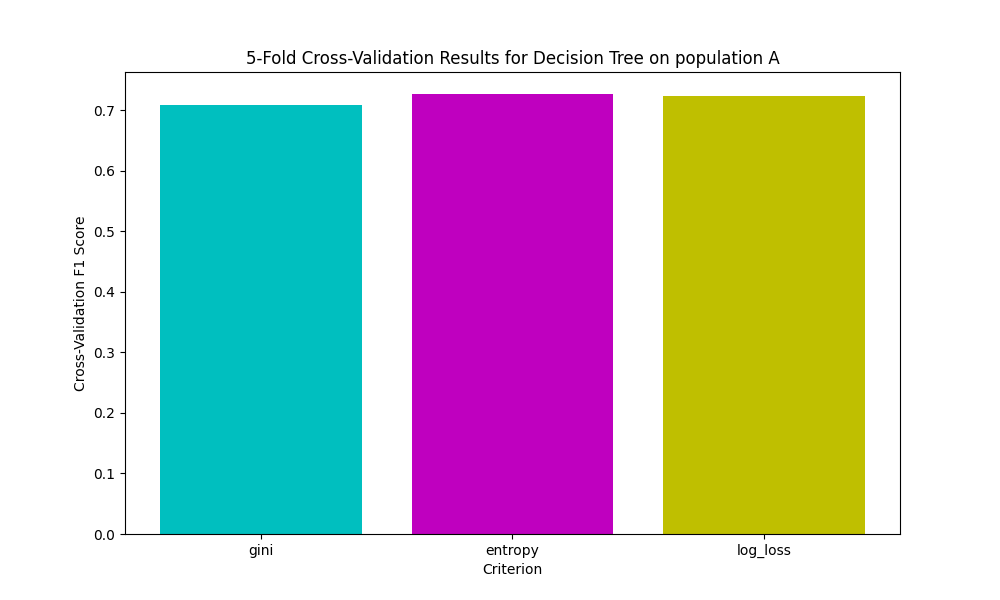 5-Fold Cross-Validation Results for Decision Tree on population A
Cross-Validation F1 Score
0.7
0.6
0.5
0.4
0.3
0.2
0.1
0.0
gini entropy log_loss
Criterion